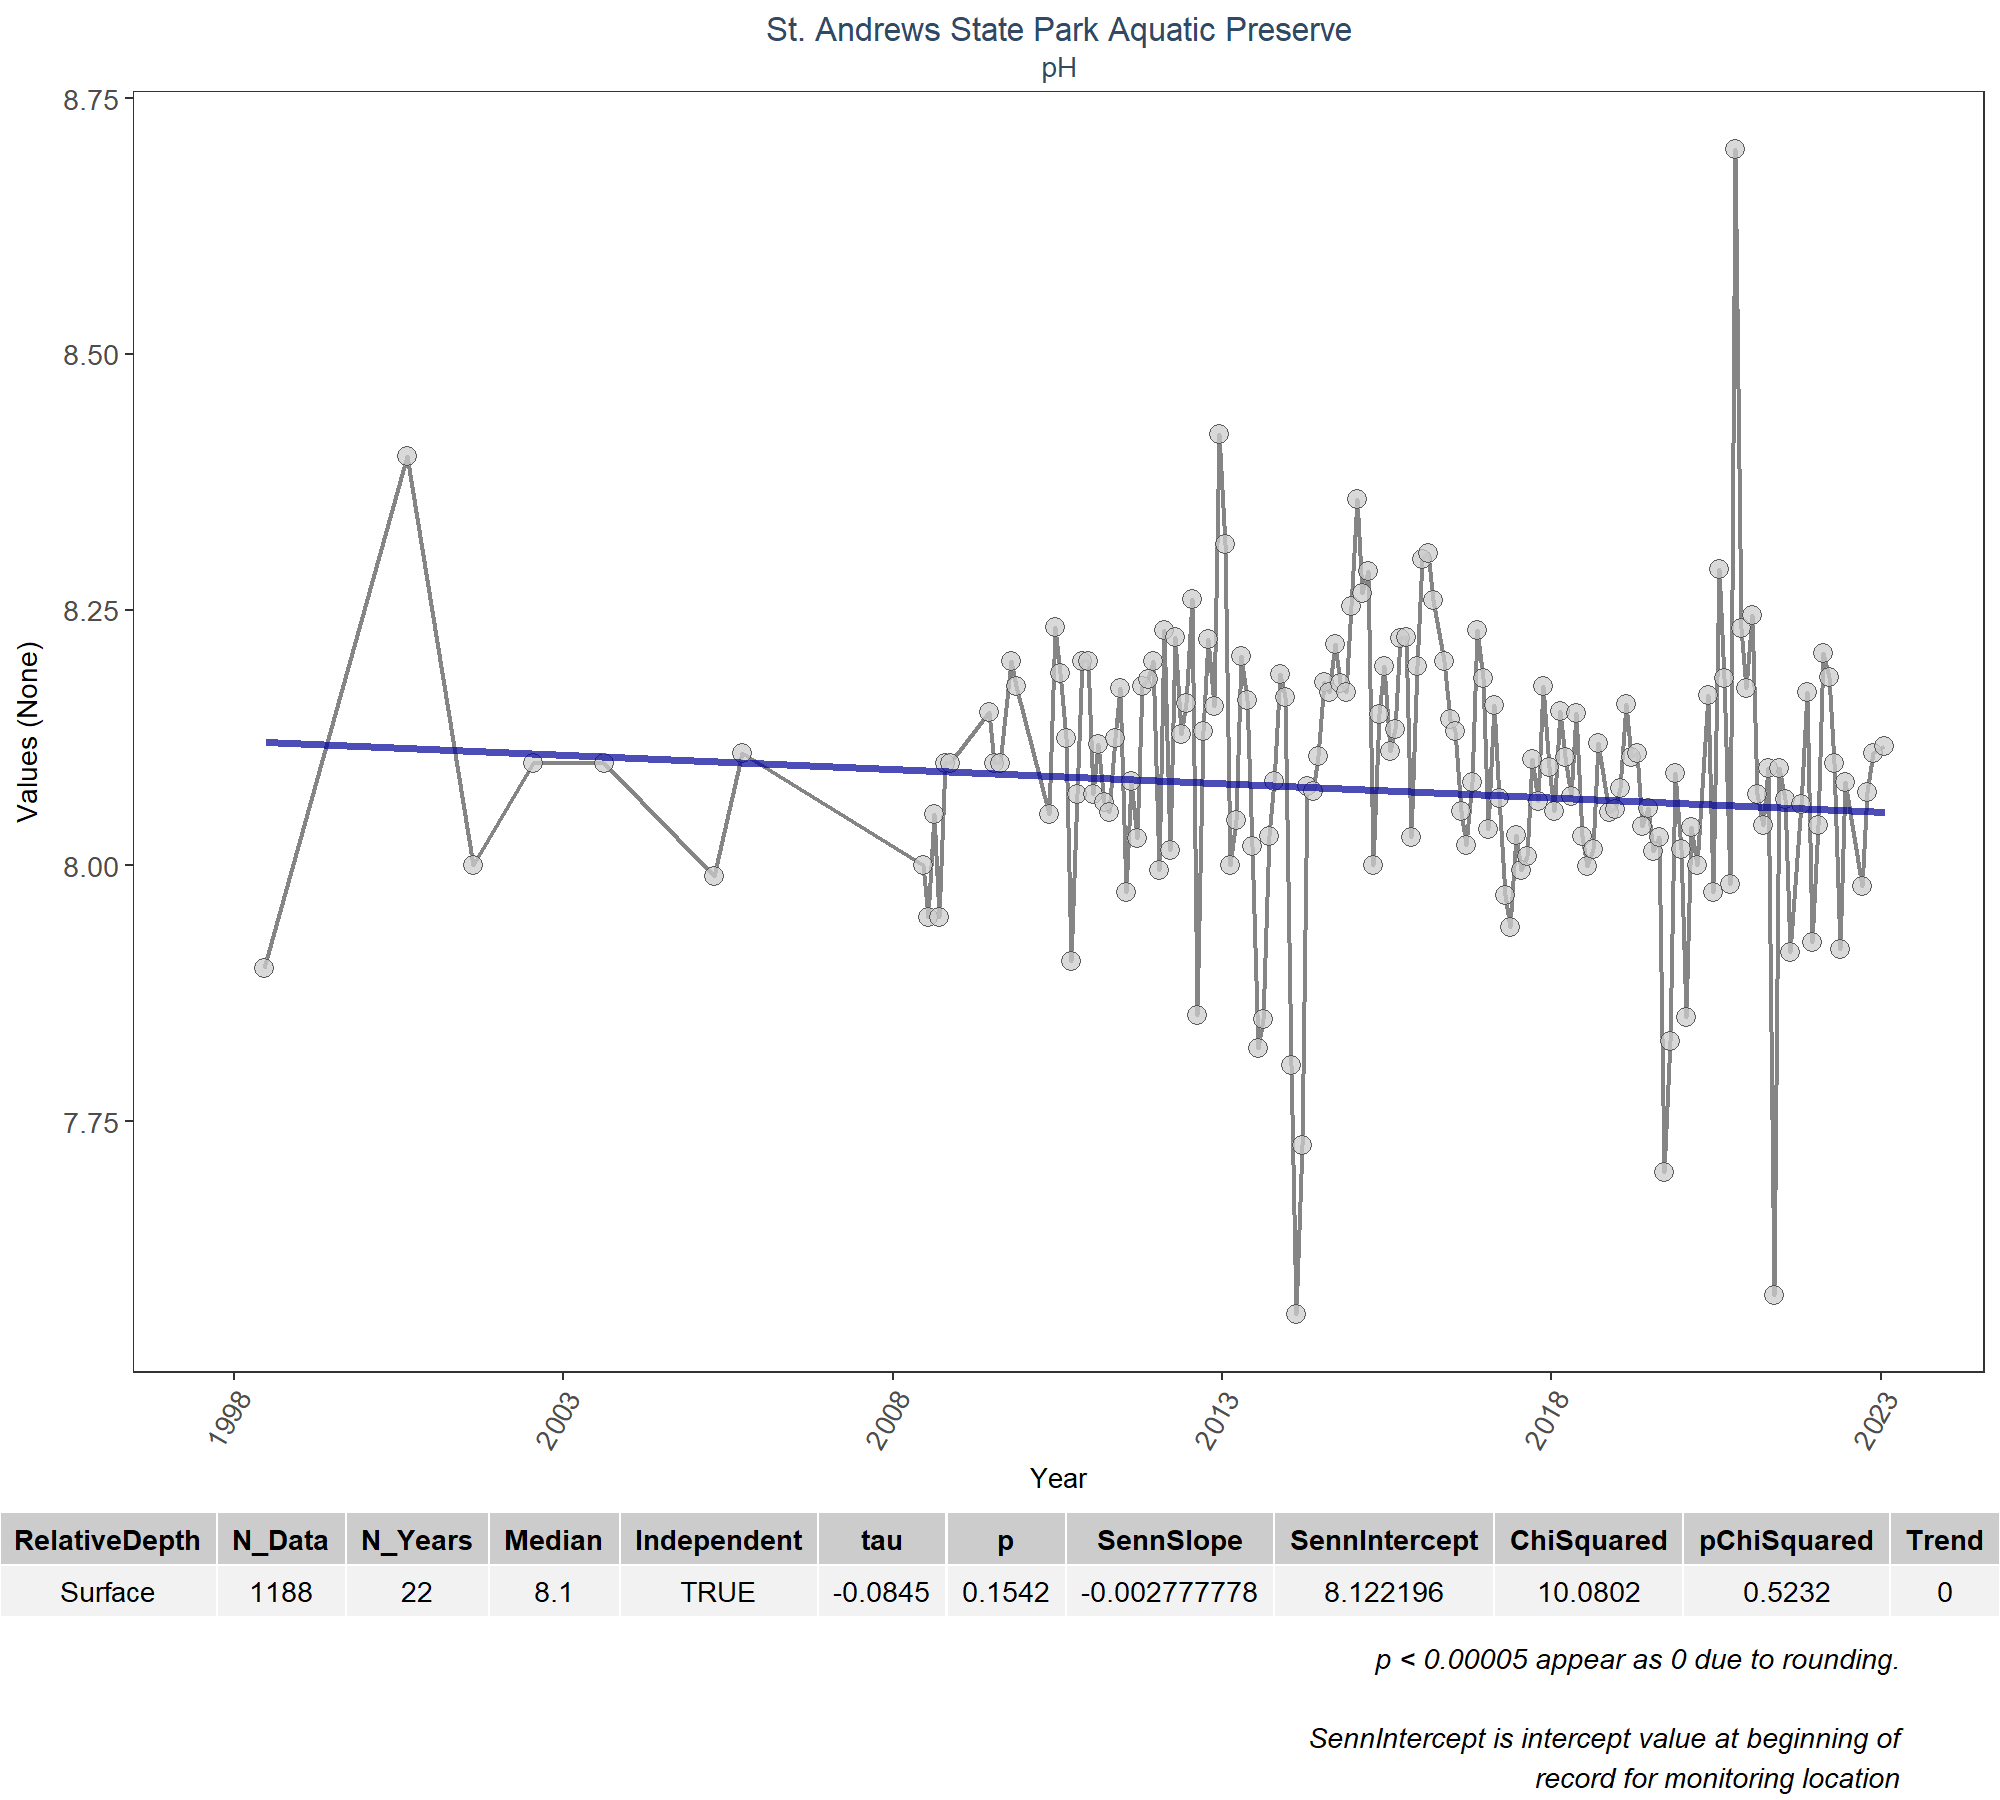 St. Andrews State Park Aquatic Preserve
pH
8.75
8.50
8.25
8.00
7.75
Values (None)
1998
2003
2008
2013
2018
2023
Year
RelativeDepth N_Data N_Years Median Independent tau p SennSlope SennIntercept ChiSquared pChiSquared Trend
Surface 1188 22 8.1 TRUE -0.0845 0.1542 -0.002777778 8.122196 10.0802 0.5232 0
p < 0.00005 appear as 0 due to rounding.
SennIntercept is intercept value at beginning of
record for monitoring location